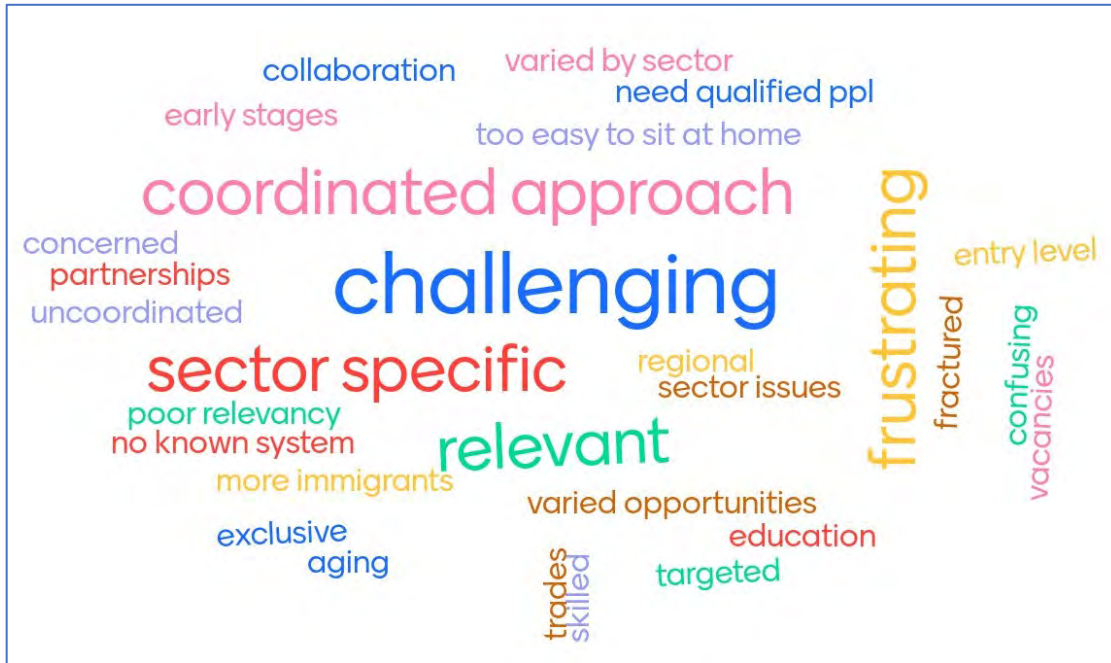 collaboration
varied by sector
need qualified ppl
early stages
too easy to sit at home
coordinated approach
frustrating
concerned
entry level
partnerships
challenging
uncoordinated
fractured
confusing
vacancies
sector specific
regional
sector issues
poor relevancy
no known system
relevant
more immigrants
varied opportunities
exclusive
education
aging
trades
skilled
targeted